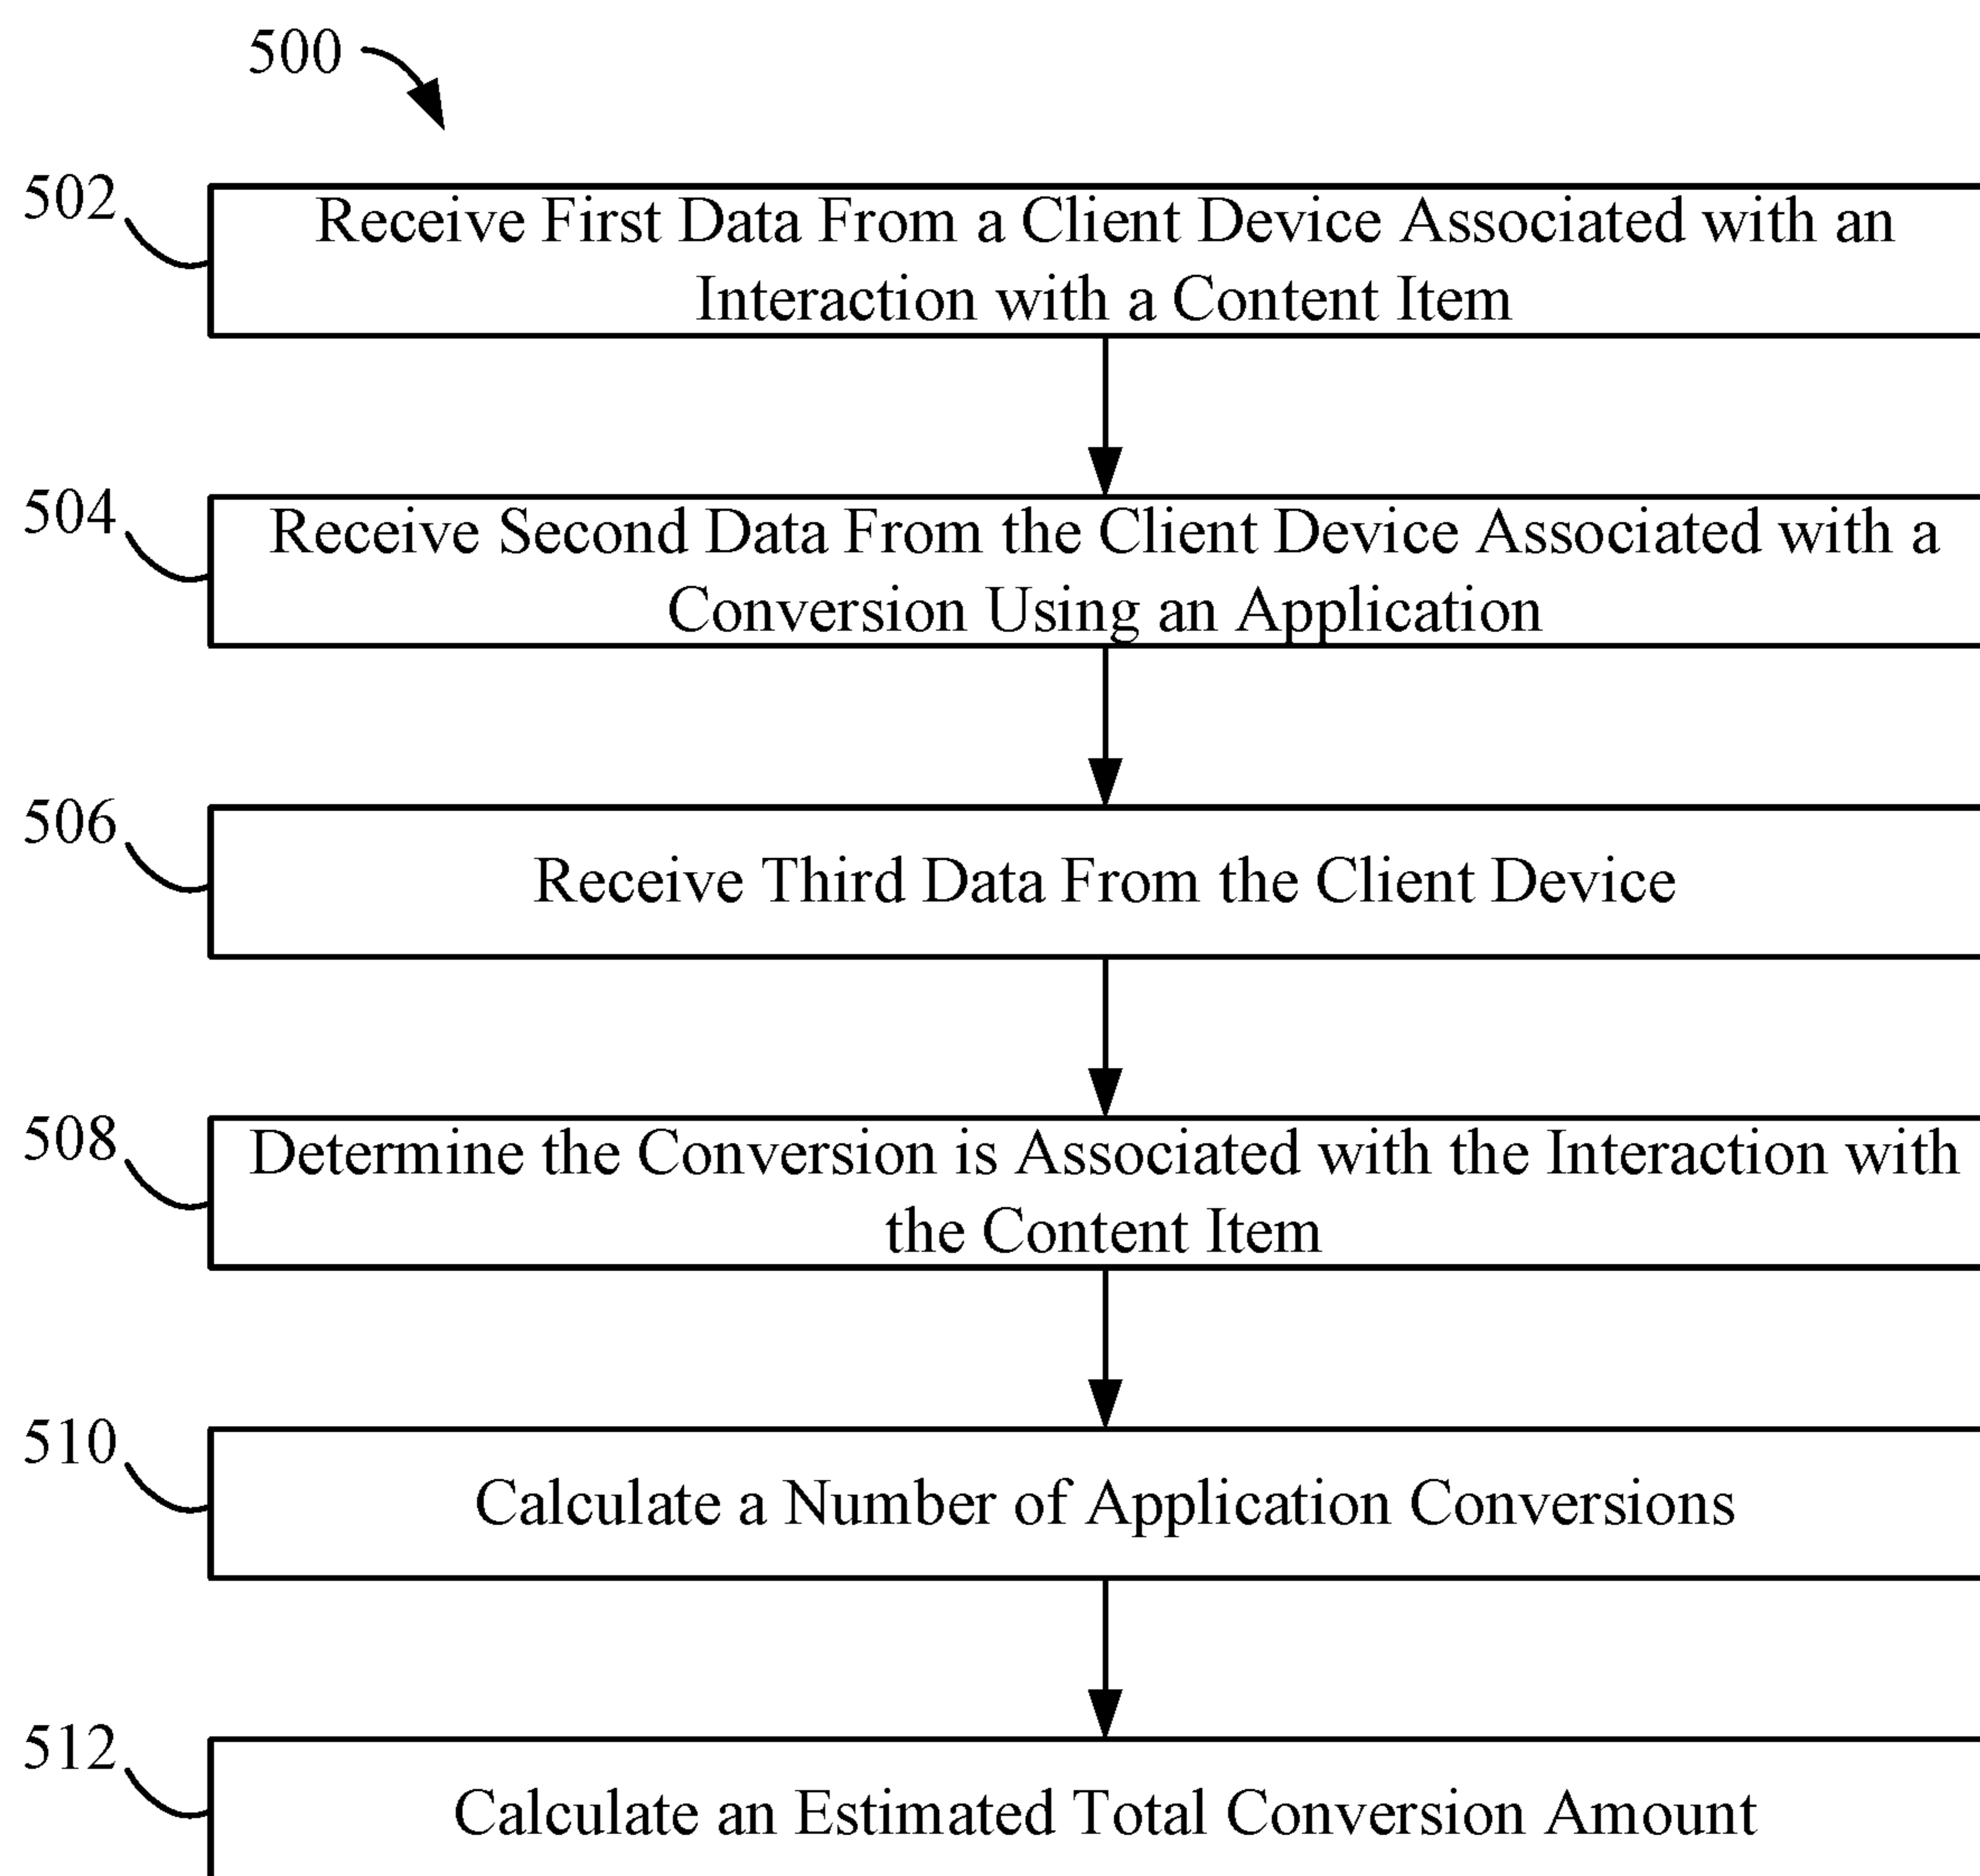 500
502
Receive First Data From a Client Device Associated with an
Interaction with a Content Item
504
Receive Second Data From the Client Device Associated with a
Conversion Using an Application
506
Receive Third Data From the Client Device
508
Determine the Conversion is Associated with the Interaction with
the Content Item
510
Calculate a Number of Application Conversions
512
Calculate an Estimated Total Conversion Amount